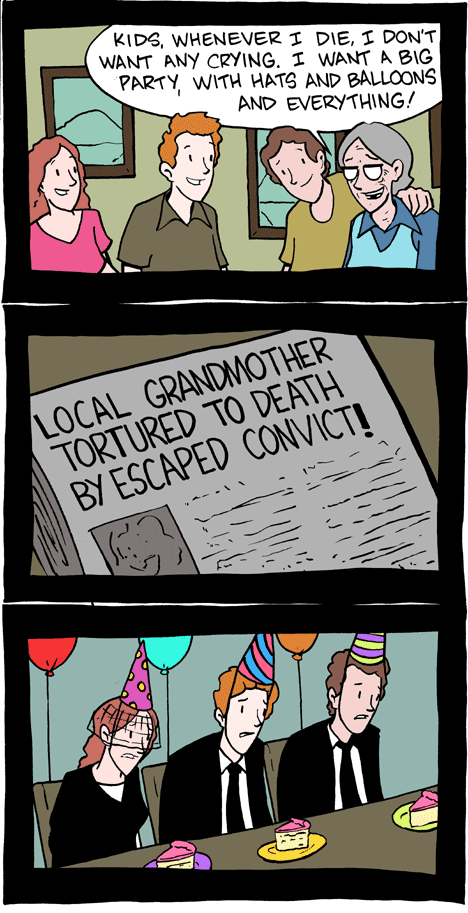 KIDS, WHENEVER I DIE, I DON'T
WANT ANY CRYING. I WANT A BIG
PARTY, WITH HATS AND BALLOONS
AND EVERYTHING!
LOCAL GRANDMOTHER
TORTURED TO DEATH
BY ESCAPED CONVICT!